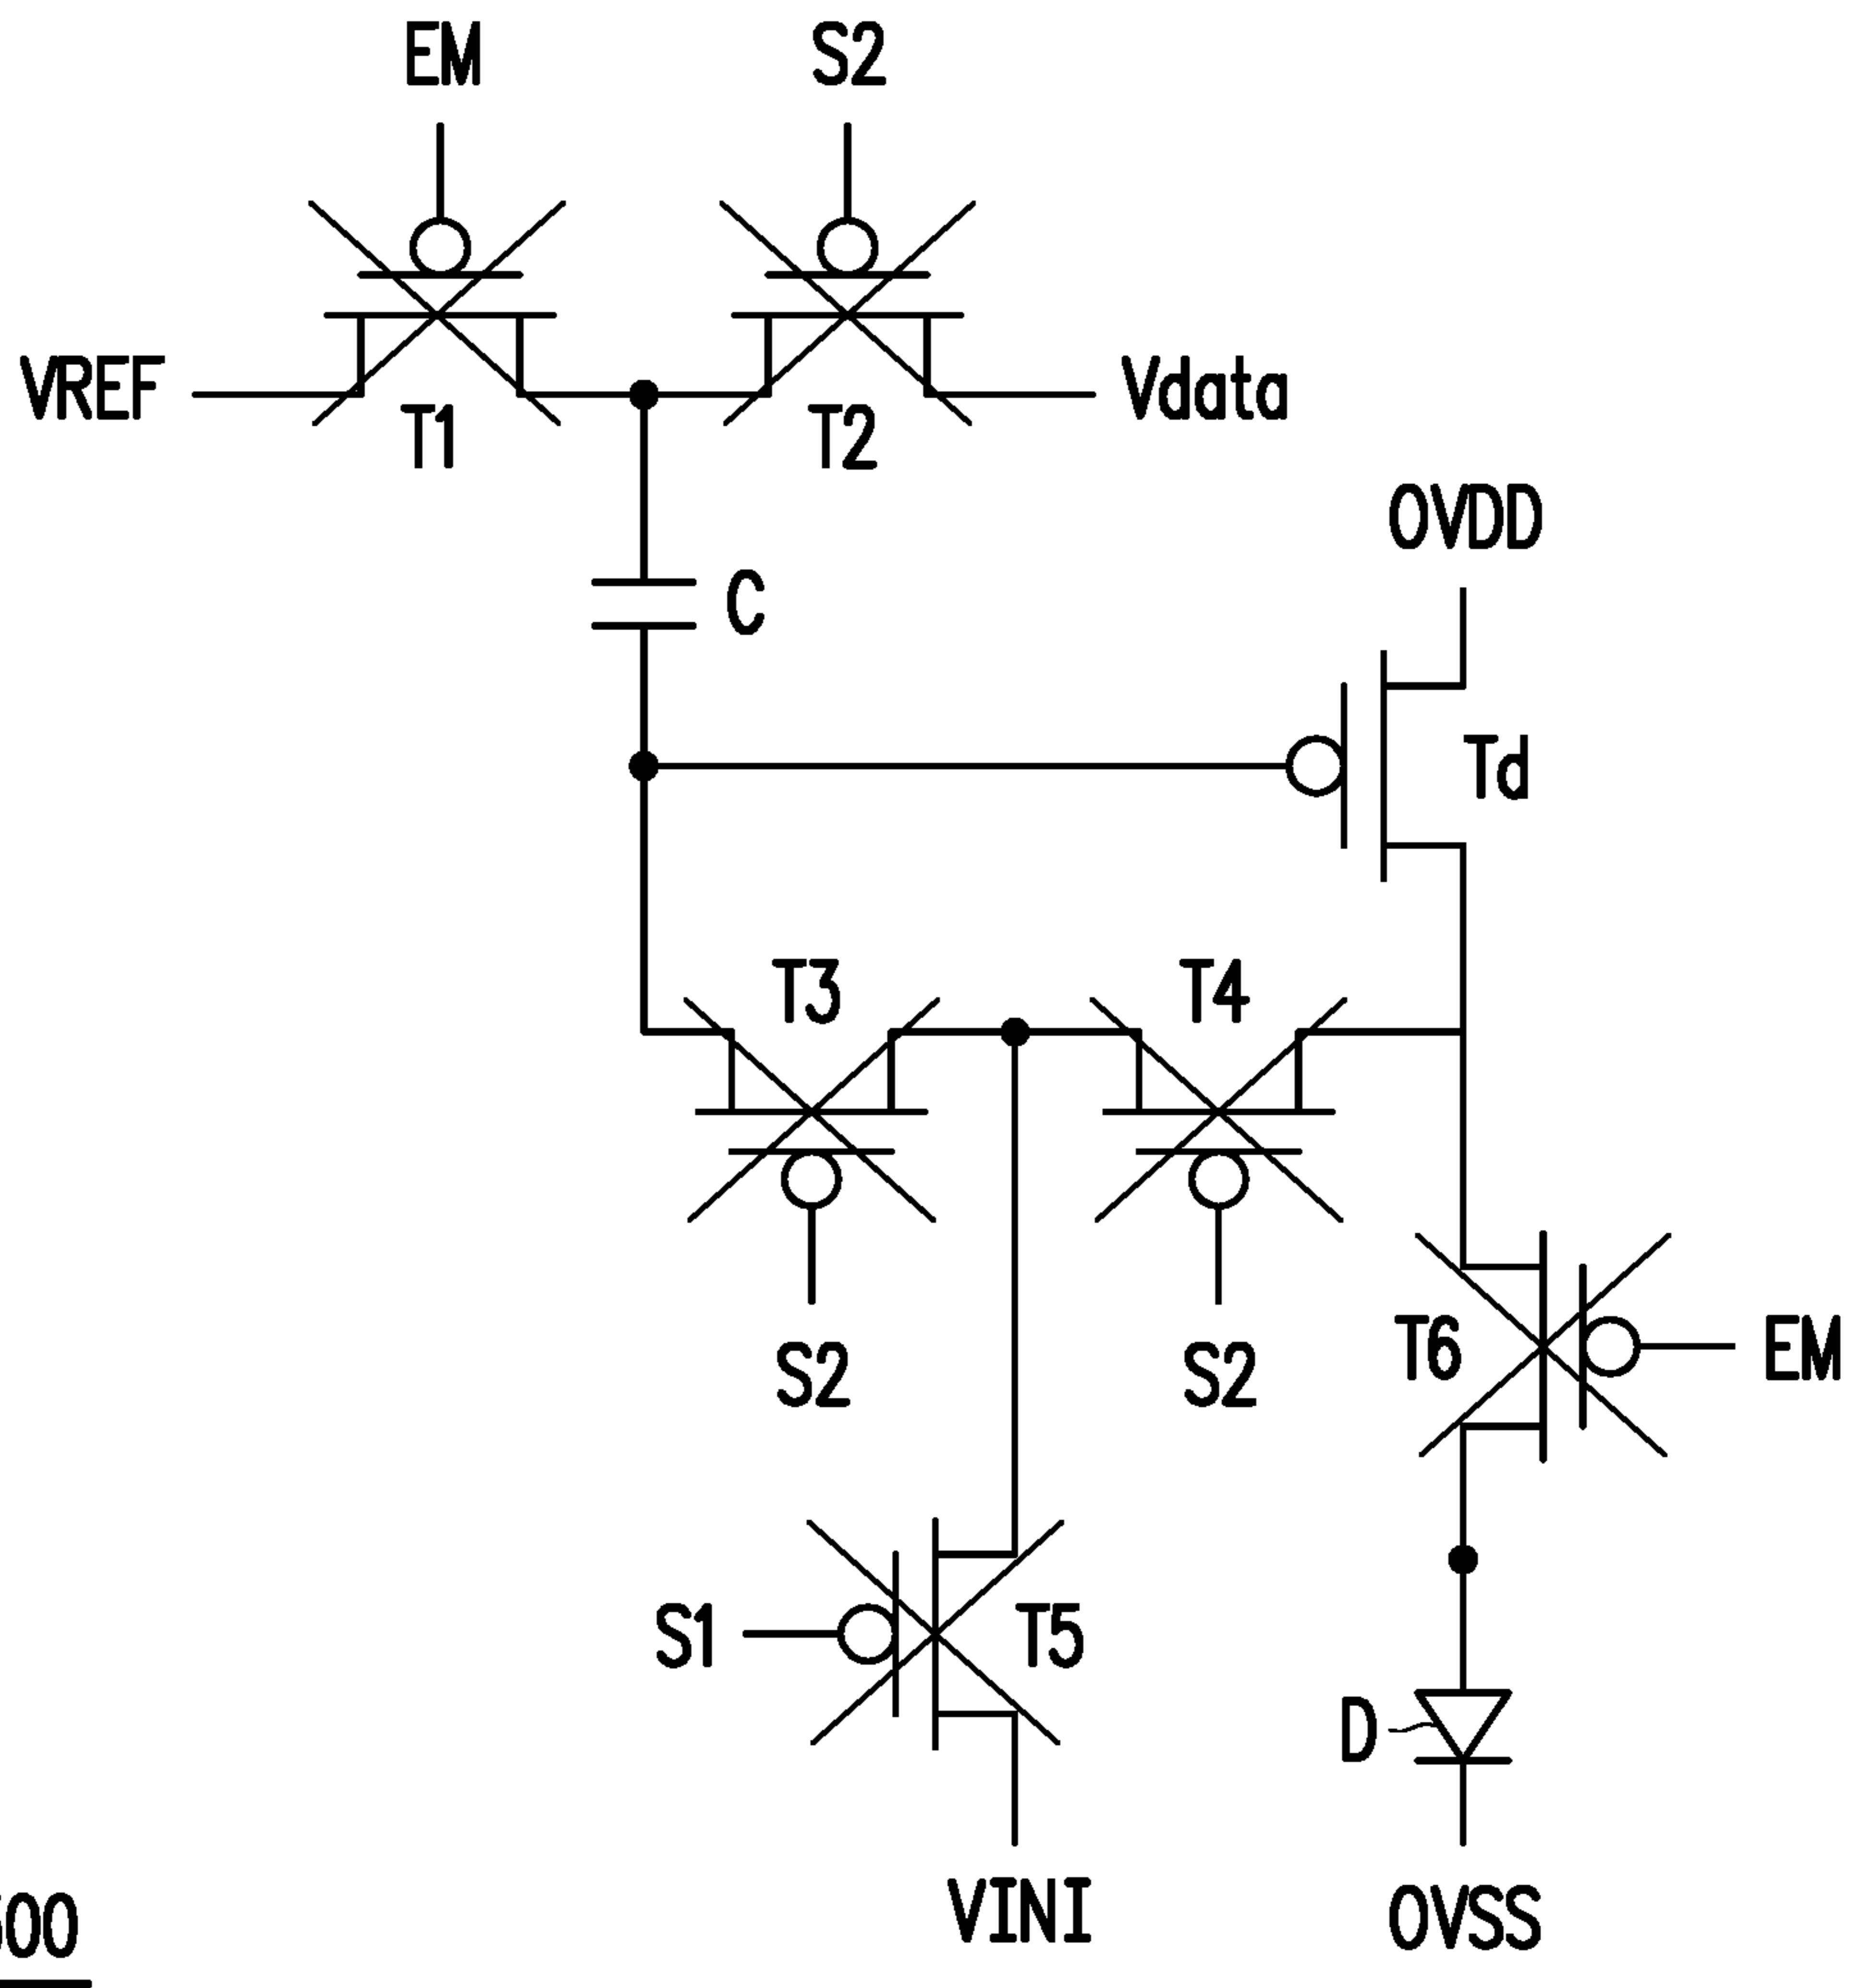 EM
S2
VREF
T1
T2
Vdata
OVDD
C
Td
T3
T4
S2
S2
T6
EM
S1
T5
D
VINI
OVSS